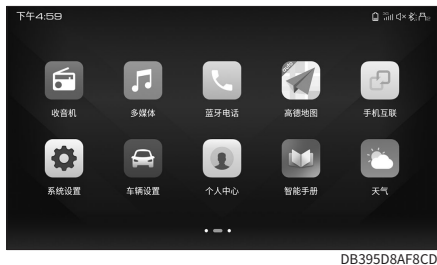 下午4:59
收音机
多媒体
蓝牙电话
高德地图
手机互联
系统设置
车辆设置
个人中心
智能手册
天气
DB395D8AF8CD